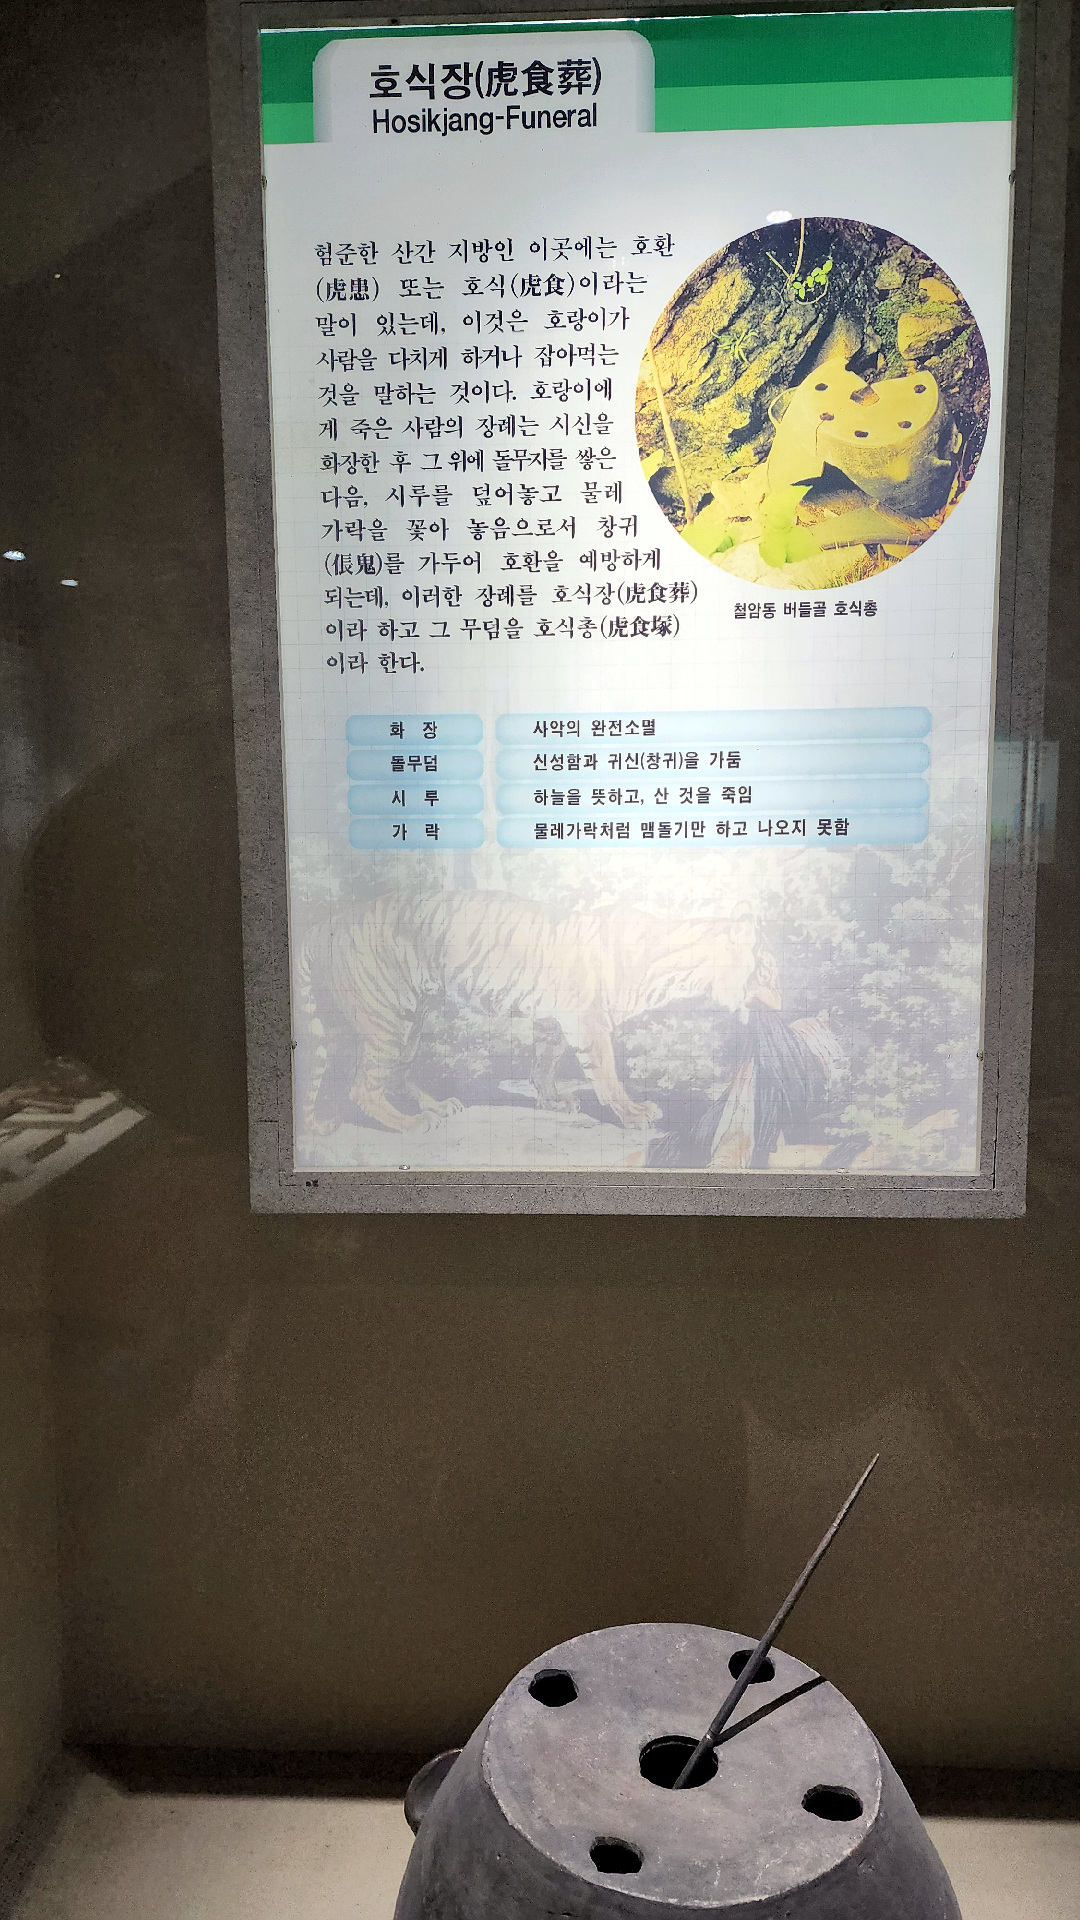 호식장(虎食葬)
Hosikjang-Funeral
험준한 산간 지방인 이곳에는 호환
(虎患) 또는 호식(虎食)이라는
말이 있는데, 이것은 호랑이가
사람을 다치게 하거나 잡아먹는
것을 말하는 것이다. 호랑이에
게 죽은 사람의 장례는 시신을
화장한 후 그 위에 돌무지를 쌓은
다음, 시루를 덮어놓고 물레
가락을 꽃아 놓음으로서 창귀
(倀鬼)를 가두어 호환을 예방하게
되는데, 이러한 장례를 호식장(虎食葬)
이라 하고 그 무덤을 호식총(虎食塚)
이라 한다.
철암동 버들골 호식총
화 장 사악의 완전소멸
돌무덤 신성함과 귀신(창귀)을 가둠
시 루 하늘을 뜻하고, 산 것을 죽임
가 락 물레가락처럼 맴돌기만 하고 나오지 못함